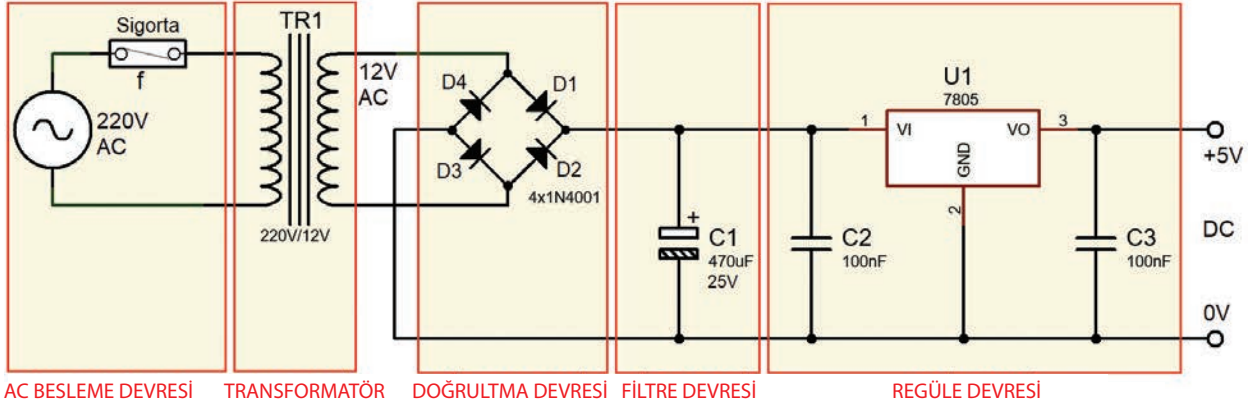 Sigorta
f
220V
AC
TR1
220V/12V
12V
AC
D4
D1
D3
D2
4x1N4001
+
C1
470uF
25V
C2
100nF
U1
7805
1
VI
VO
3
GND
2
C3
100nF
+5V
DC
0V
AC BESLEME DEVRESİ
TRANSFORMATÖR
DOĞRULTMA DEVRESİ
FİLTRE DEVRESİ
REGÜLE DEVRESİ